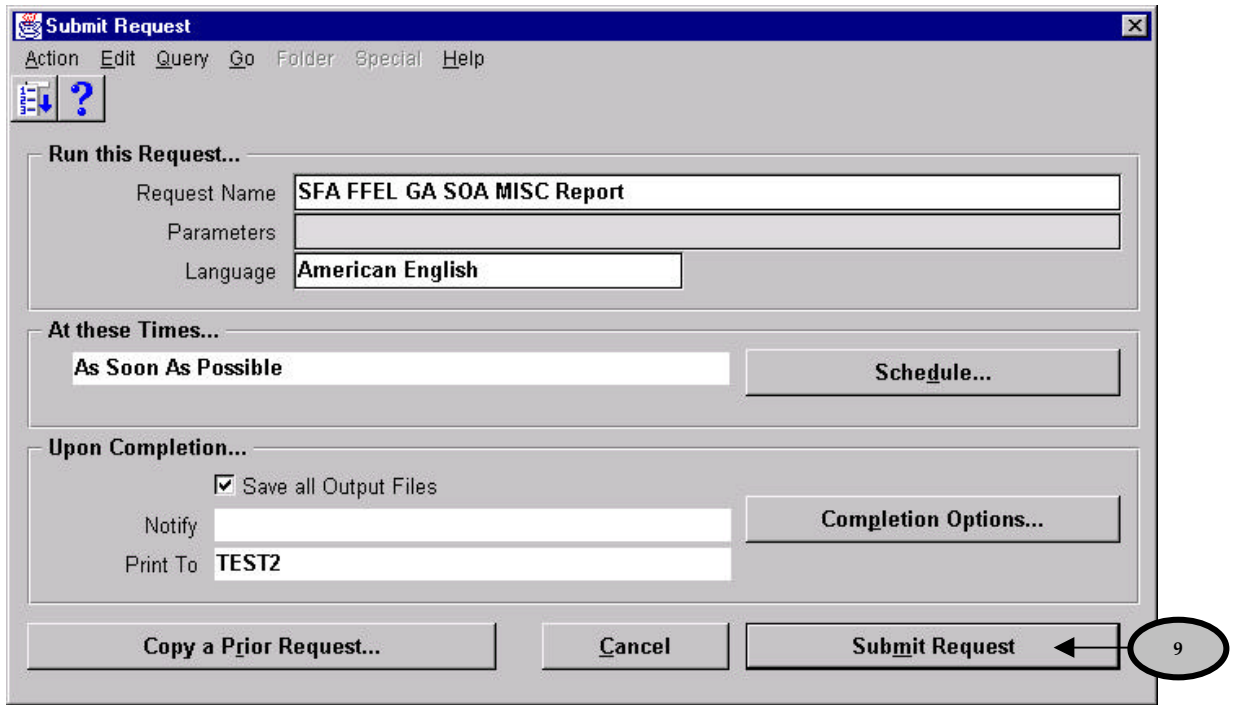 Submit Request
Action Edit Query Go Folder Special Help
Run this Request...
Request Name SFA FFEL GA SOA MISC Report
Parameters
Language American English
At these Times...
As Soon As Possible Schedule...
Upon Completion...
Save all Output Files
Notify Completion Options...
Print To TEST2
Copy a Prior Request... Cancel Submit Request 9